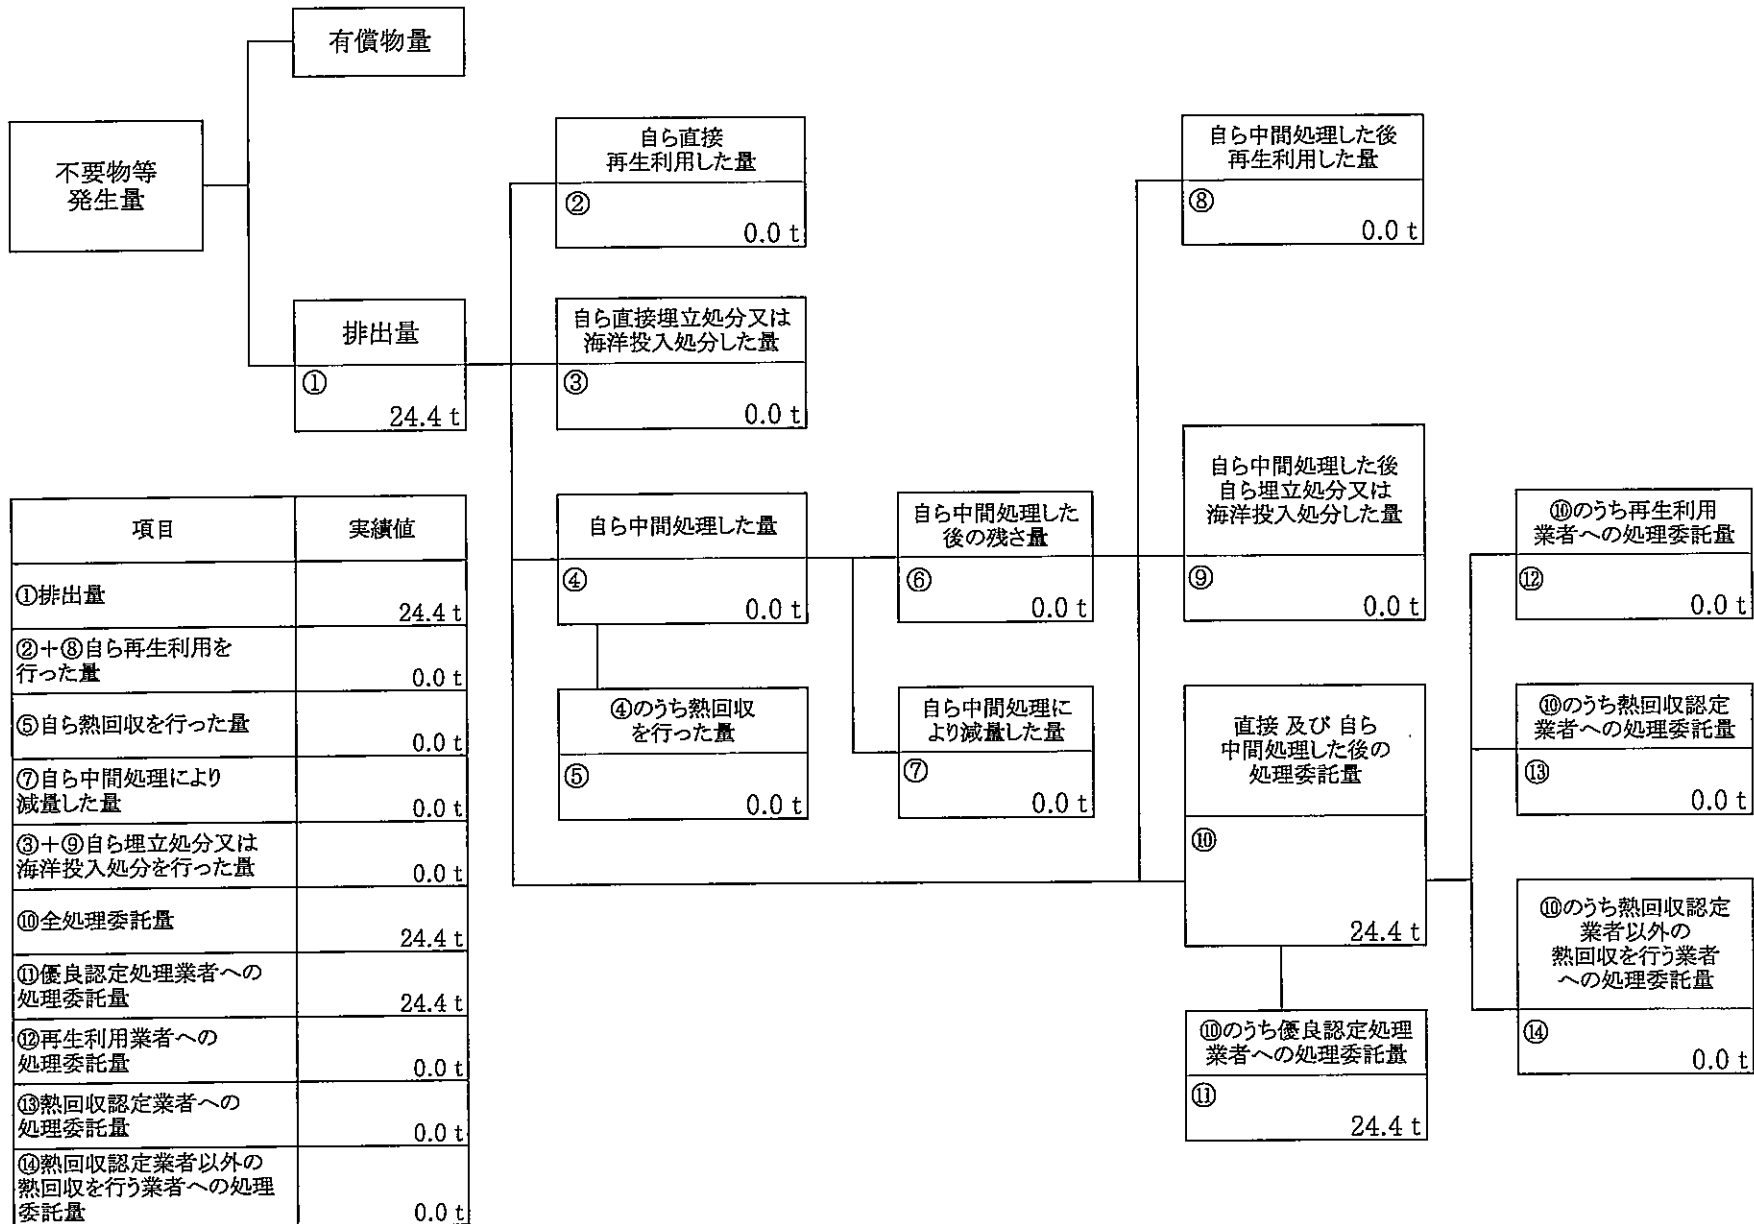 有償物量
不要物等
発生量
排出量
①
24.4 t
自ら直接
再生利用した量
②
0.0 t
自ら直接埋立処分又は
海洋投入処分した量
③
0.0 t
自ら中間処理した量
④
0.0 t
④のうち熱回収
を行った量
⑤
0.0 t
自ら中間処理した
後の残さ量
⑥
0.0 t
自ら中間処理に
より減量した量
⑦
0.0 t
自ら中間処理した後
再生利用した量
⑧
0.0 t
自ら中間処理した後
自ら埋立処分又は
海洋投入処分した量
⑨
0.0 t
直接 及び 自ら
中間処理した後の
処理委託量
⑩
24.4 t
⑩のうち優良認定処理
業者への処理委託量
⑪
24.4 t
⑩のうち再生利用
業者への処理委託量
⑫
0.0 t
⑩のうち熱回収認定
業者への処理委託量
⑬
0.0 t
⑩のうち熱回収認定
業者以外の
熱回収を行う業者
への処理委託量
⑭
0.0 t
項目 実績値
①排出量
24.4 t
②+⑧自ら再生利用を
行った量 0.0 t
⑤自ら熱回収を行った量
0.0 t
⑦自ら中間処理により
減量した量 0.0 t
③+⑨自ら埋立処分又は
海洋投入処分を行った量 0.0 t
⑩全処理委託量
24.4 t
⑪優良認定処理業者への
処理委託量 24.4 t
⑫再生利用業者への
処理委託量 0.0 t
⑬熱回収認定業者への
処理委託量 0.0 t
⑭熱回収認定業者以外の
熱回収を行う業者への処理
委託量 0.0 t